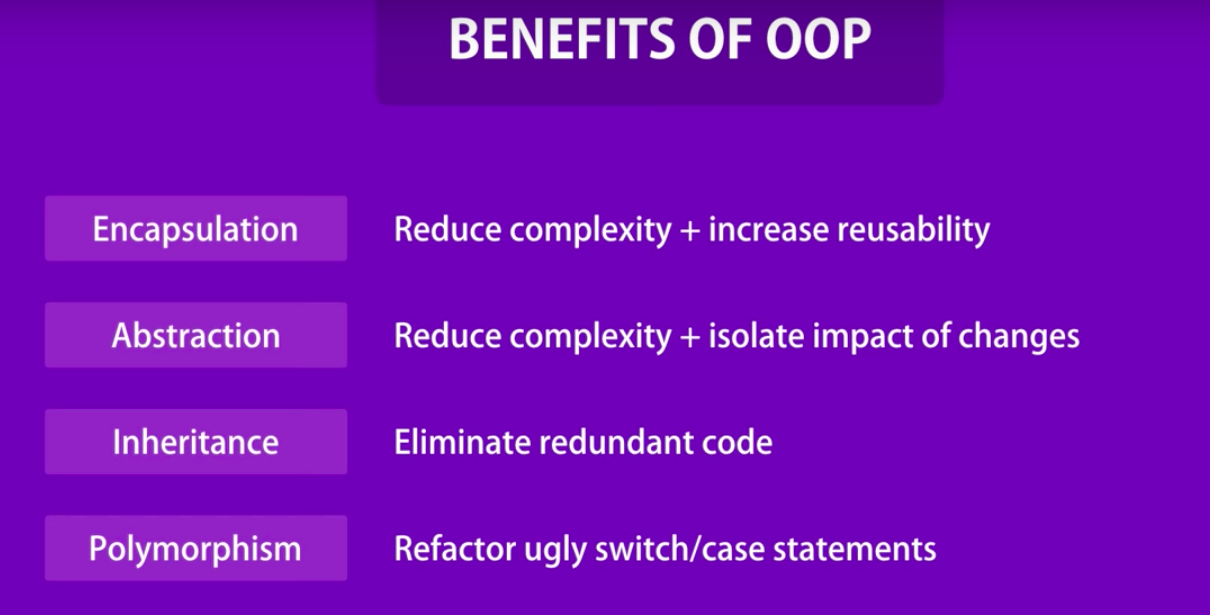 BENEFITS OF OOP
Encapsulation Reduce complexity + increase reusability
Abstraction Reduce complexity + isolate impact of changes
Inheritance Eliminate redundant code
Polymorphism Refactor ugly switch/case statements